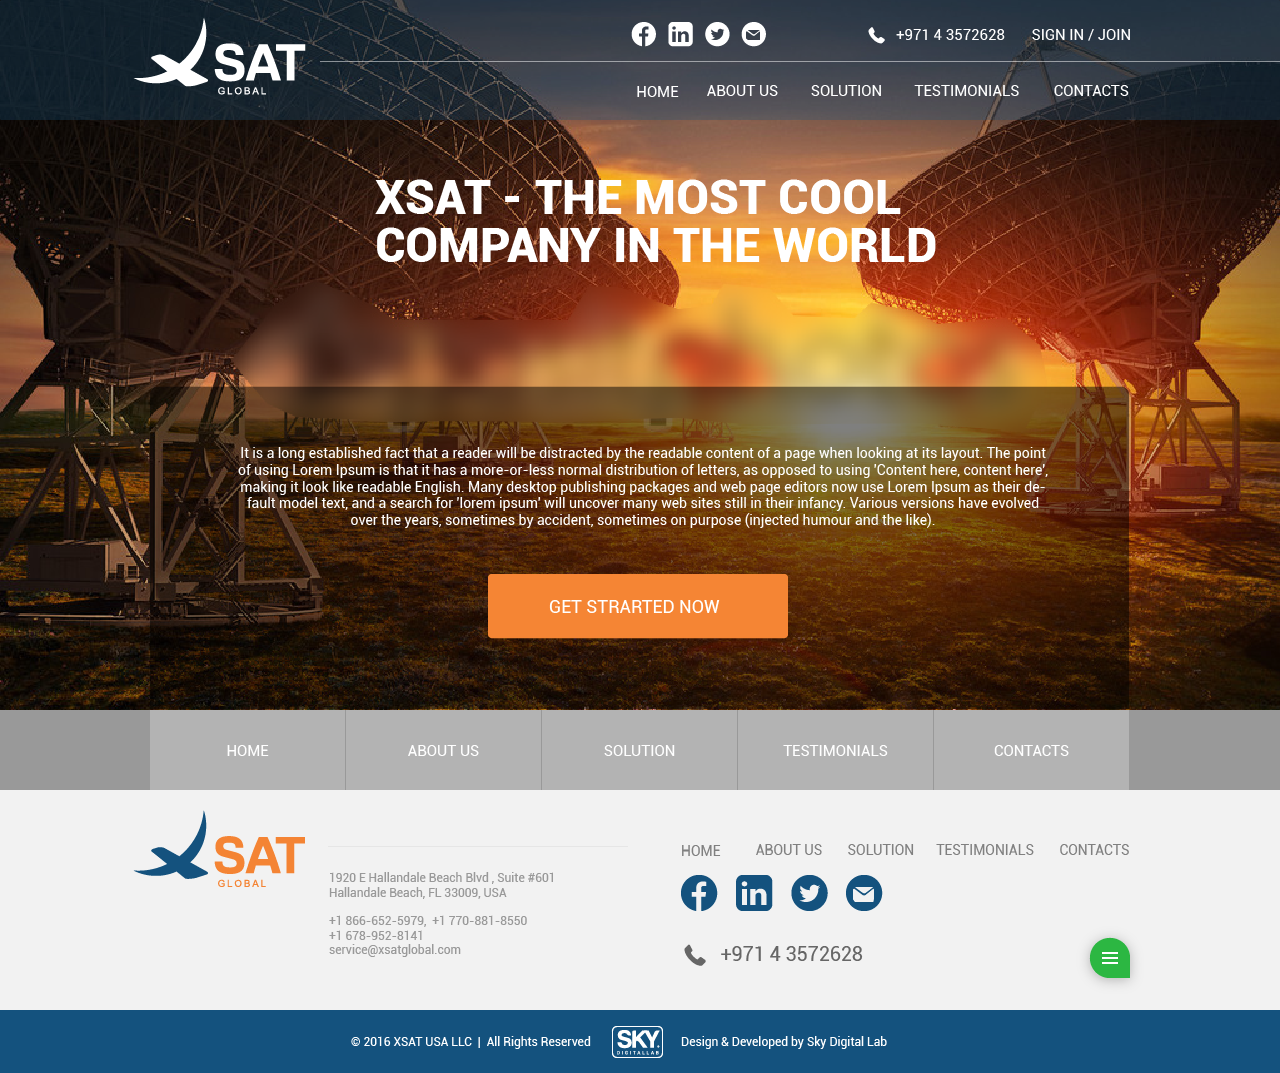 SAT
GLOBAL
+971 4 3572628
SIGN IN / JOIN
HOME
ABOUT US
SOLUTION
TESTIMONIALS
CONTACTS
XSAT - THE MOST COOL
COMPANY IN THE WORLD
It is a long established fact that a reader will be distracted by the readable content of a page when looking at its layout. The point
of using Lorem Ipsum is that it has a more-or-less normal distribution of letters, as opposed to using 'Content here, content here',
making it look like readable English. Many desktop publishing packages and web page editors now use Lorem Ipsum as their de-
fault model text, and a search for 'lorem ipsum' will uncover many web sites still in their infancy. Various versions have evolved
over the years, sometimes by accident, sometimes on purpose (injected humour and the like).
GET STRARTED NOW
HOME
ABOUT US
SOLUTION
TESTIMONIALS
CONTACTS
SAT
GLOBAL
1920 E Hallandale Beach Blvd , Suite #601
Hallandale Beach, FL 33009, USA
+1 866-652-5979,  +1 770-881-8550
+1 678-952-8141
service@xsatglobal.com
HOME
ABOUT US
SOLUTION
TESTIMONIALS
CONTACTS
+971 4 3572628
© 2016 XSAT USA LLC  |  All Rights Reserved
SKY
DIGITALLAB
Design & Developed by Sky Digital Lab